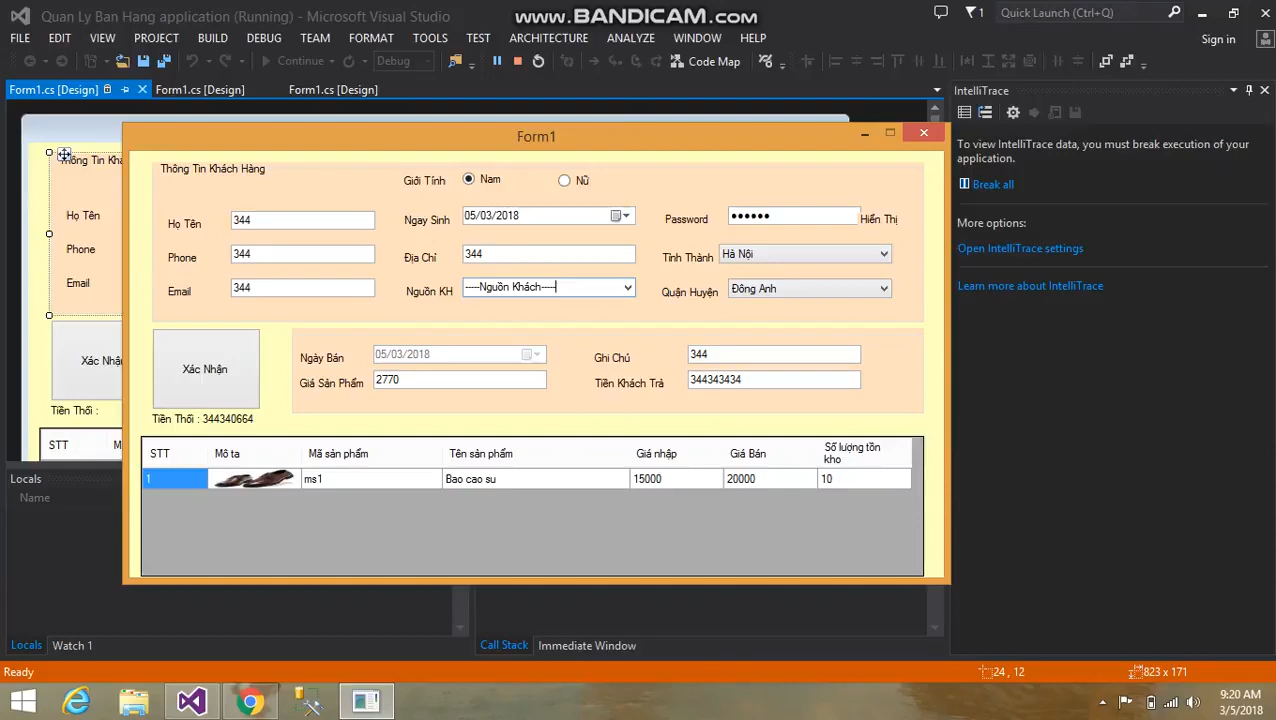 Quan Ly Ban Hang application (Running) - Microsoft Visual Studio
www.BANDICAM.com
1
Quick Launch (Ctrl+Q)
FILE EDIT VIEW PROJECT BUILD DEBUG TEAM FORMAT TOOLS TEST ARCHITECTURE ANALYZE WINDOW HELP
Sign in
Continue Debug Code Map
Form1.cs [Design] Form1.cs [Design] Form1.cs [Design]
IntelliTrace
To view IntelliTrace data, you must break execution of your
application.
Break all
More options:
Open IntelliTrace settings
Learn more about IntelliTrace
Họ Tên
Phone
Email
Tiền Thối :
STT
Form1
Thông Tin Khách Hàng
Giới Tính Nam Nữ
Họ Tên 344 Ngay Sinh 05/03/2018 Password ●●●●●● Hiển Thị
Phone 344 Địa Chỉ 344 Tỉnh Thành Hà Nội
Email 344 Nguồn KH -----Nguồn Khách----- Quận Huyện Đông Anh
Xác Nhận
Ngày Bán 05/03/2018 Ghi Chủ 344
Giá Sản Phẩm 2770 Tiền Khách Trả 344343434
Tiền Thối : 344340664
STT Mô ta Mã sản phẩm Tên sản phẩm Giá nhập Giá Bán Số lượng tồn
kho
1 ms1 Bao cao su 15000 20000 10
Locals
Name
Locals Watch 1
Call Stack Immediate Window
Ready
24 , 12
823 x 171
9:20 AM
3/5/2018